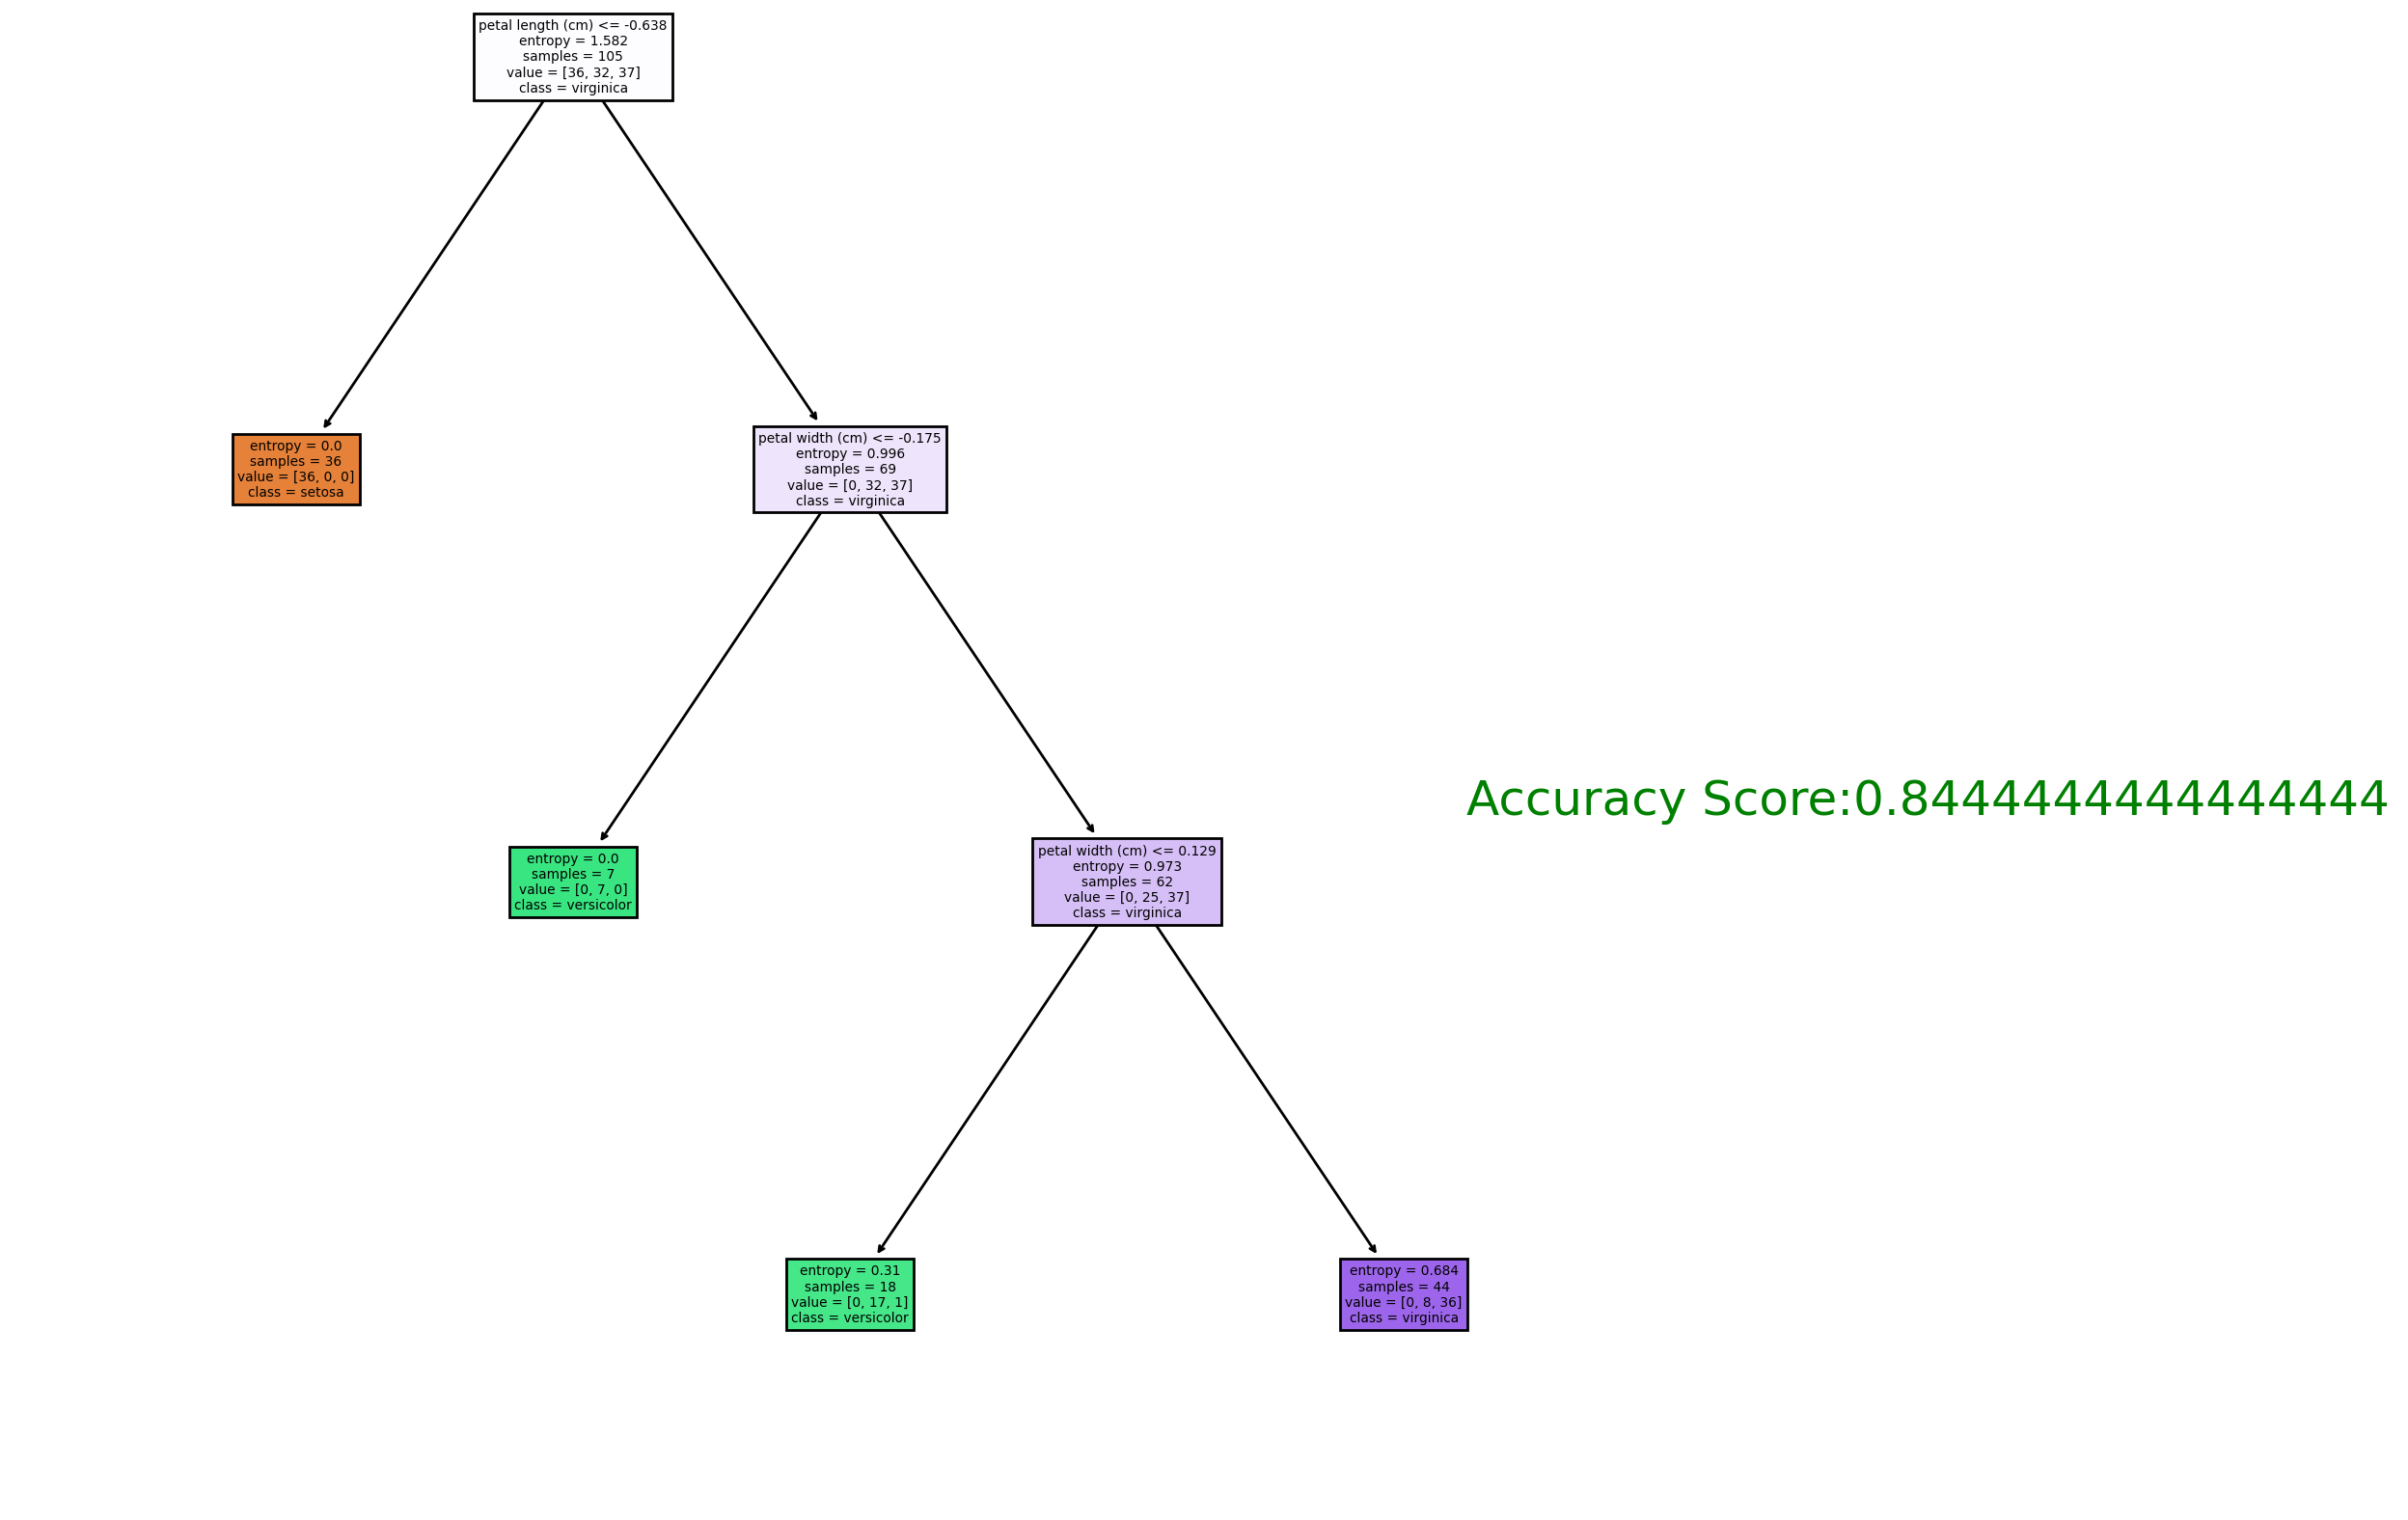 petal length (cm) <= -0.638
entropy = 1.582
samples = 105
value = [36, 32, 37]
class = virginica
entropy = 0.0
samples = 36
value = [36, 0, 0]
class = setosa
petal width (cm) <= -0.175
entropy = 0.996
samples = 69
value = [0, 32, 37]
class = virginica
Accuracy Score:0.8444444444444444
entropy = 0.0
samples = 7
value = [0, 7, 0]
class = versicolor
petal width (cm) <= 0.129
entropy = 0.973
samples = 62
value = [0, 25, 37]
class = virginica
entropy = 0.31
samples = 18
value = [0, 17, 1]
class = versicolor
entropy = 0.684
samples = 44
value = [0, 8, 36]
class = virginica